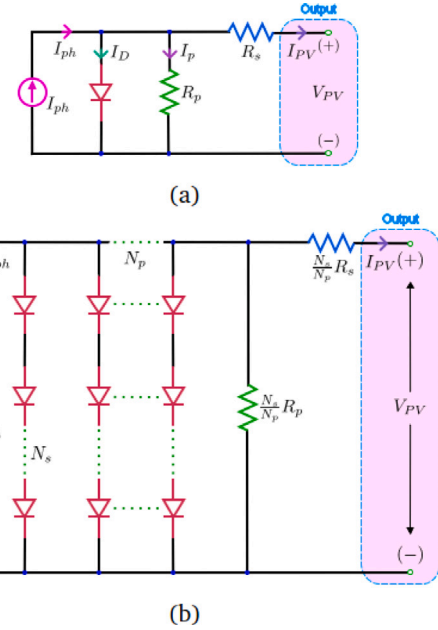 Output
I_ph I_D I_p R_s I_PV (+)
I_ph R_p V_PV
(−)
(a)
Output
N_p N_s/N_p R_s I_PV (+)
N_s N_s/N_p R_p V_PV
(−)
(b)